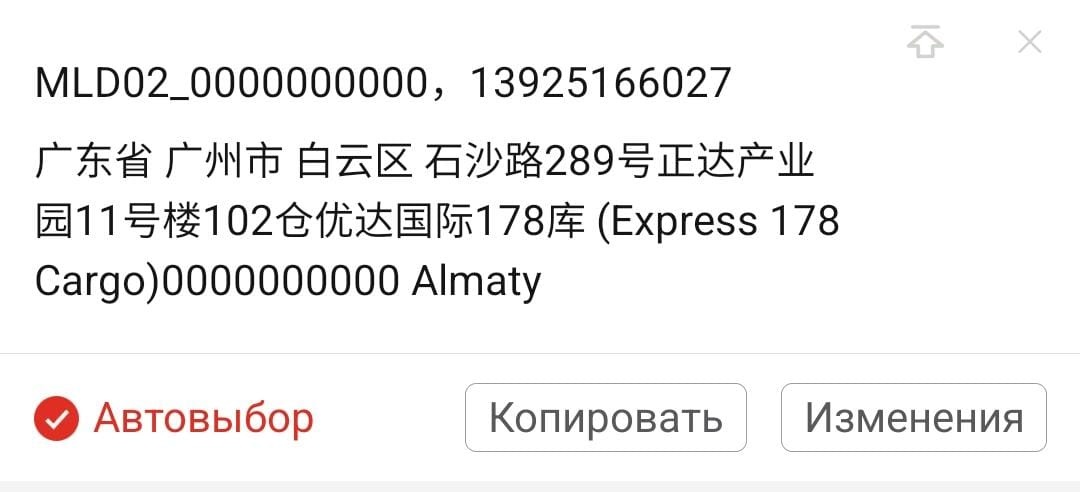 MLD02_0000000000，13925166027
广东省 广州市 白云区 石沙路289号正达产业
园11号楼102仓优达国际178库 (Express 178
Cargo)0000000000 Almaty
Автовыбор
Копировать
Изменения